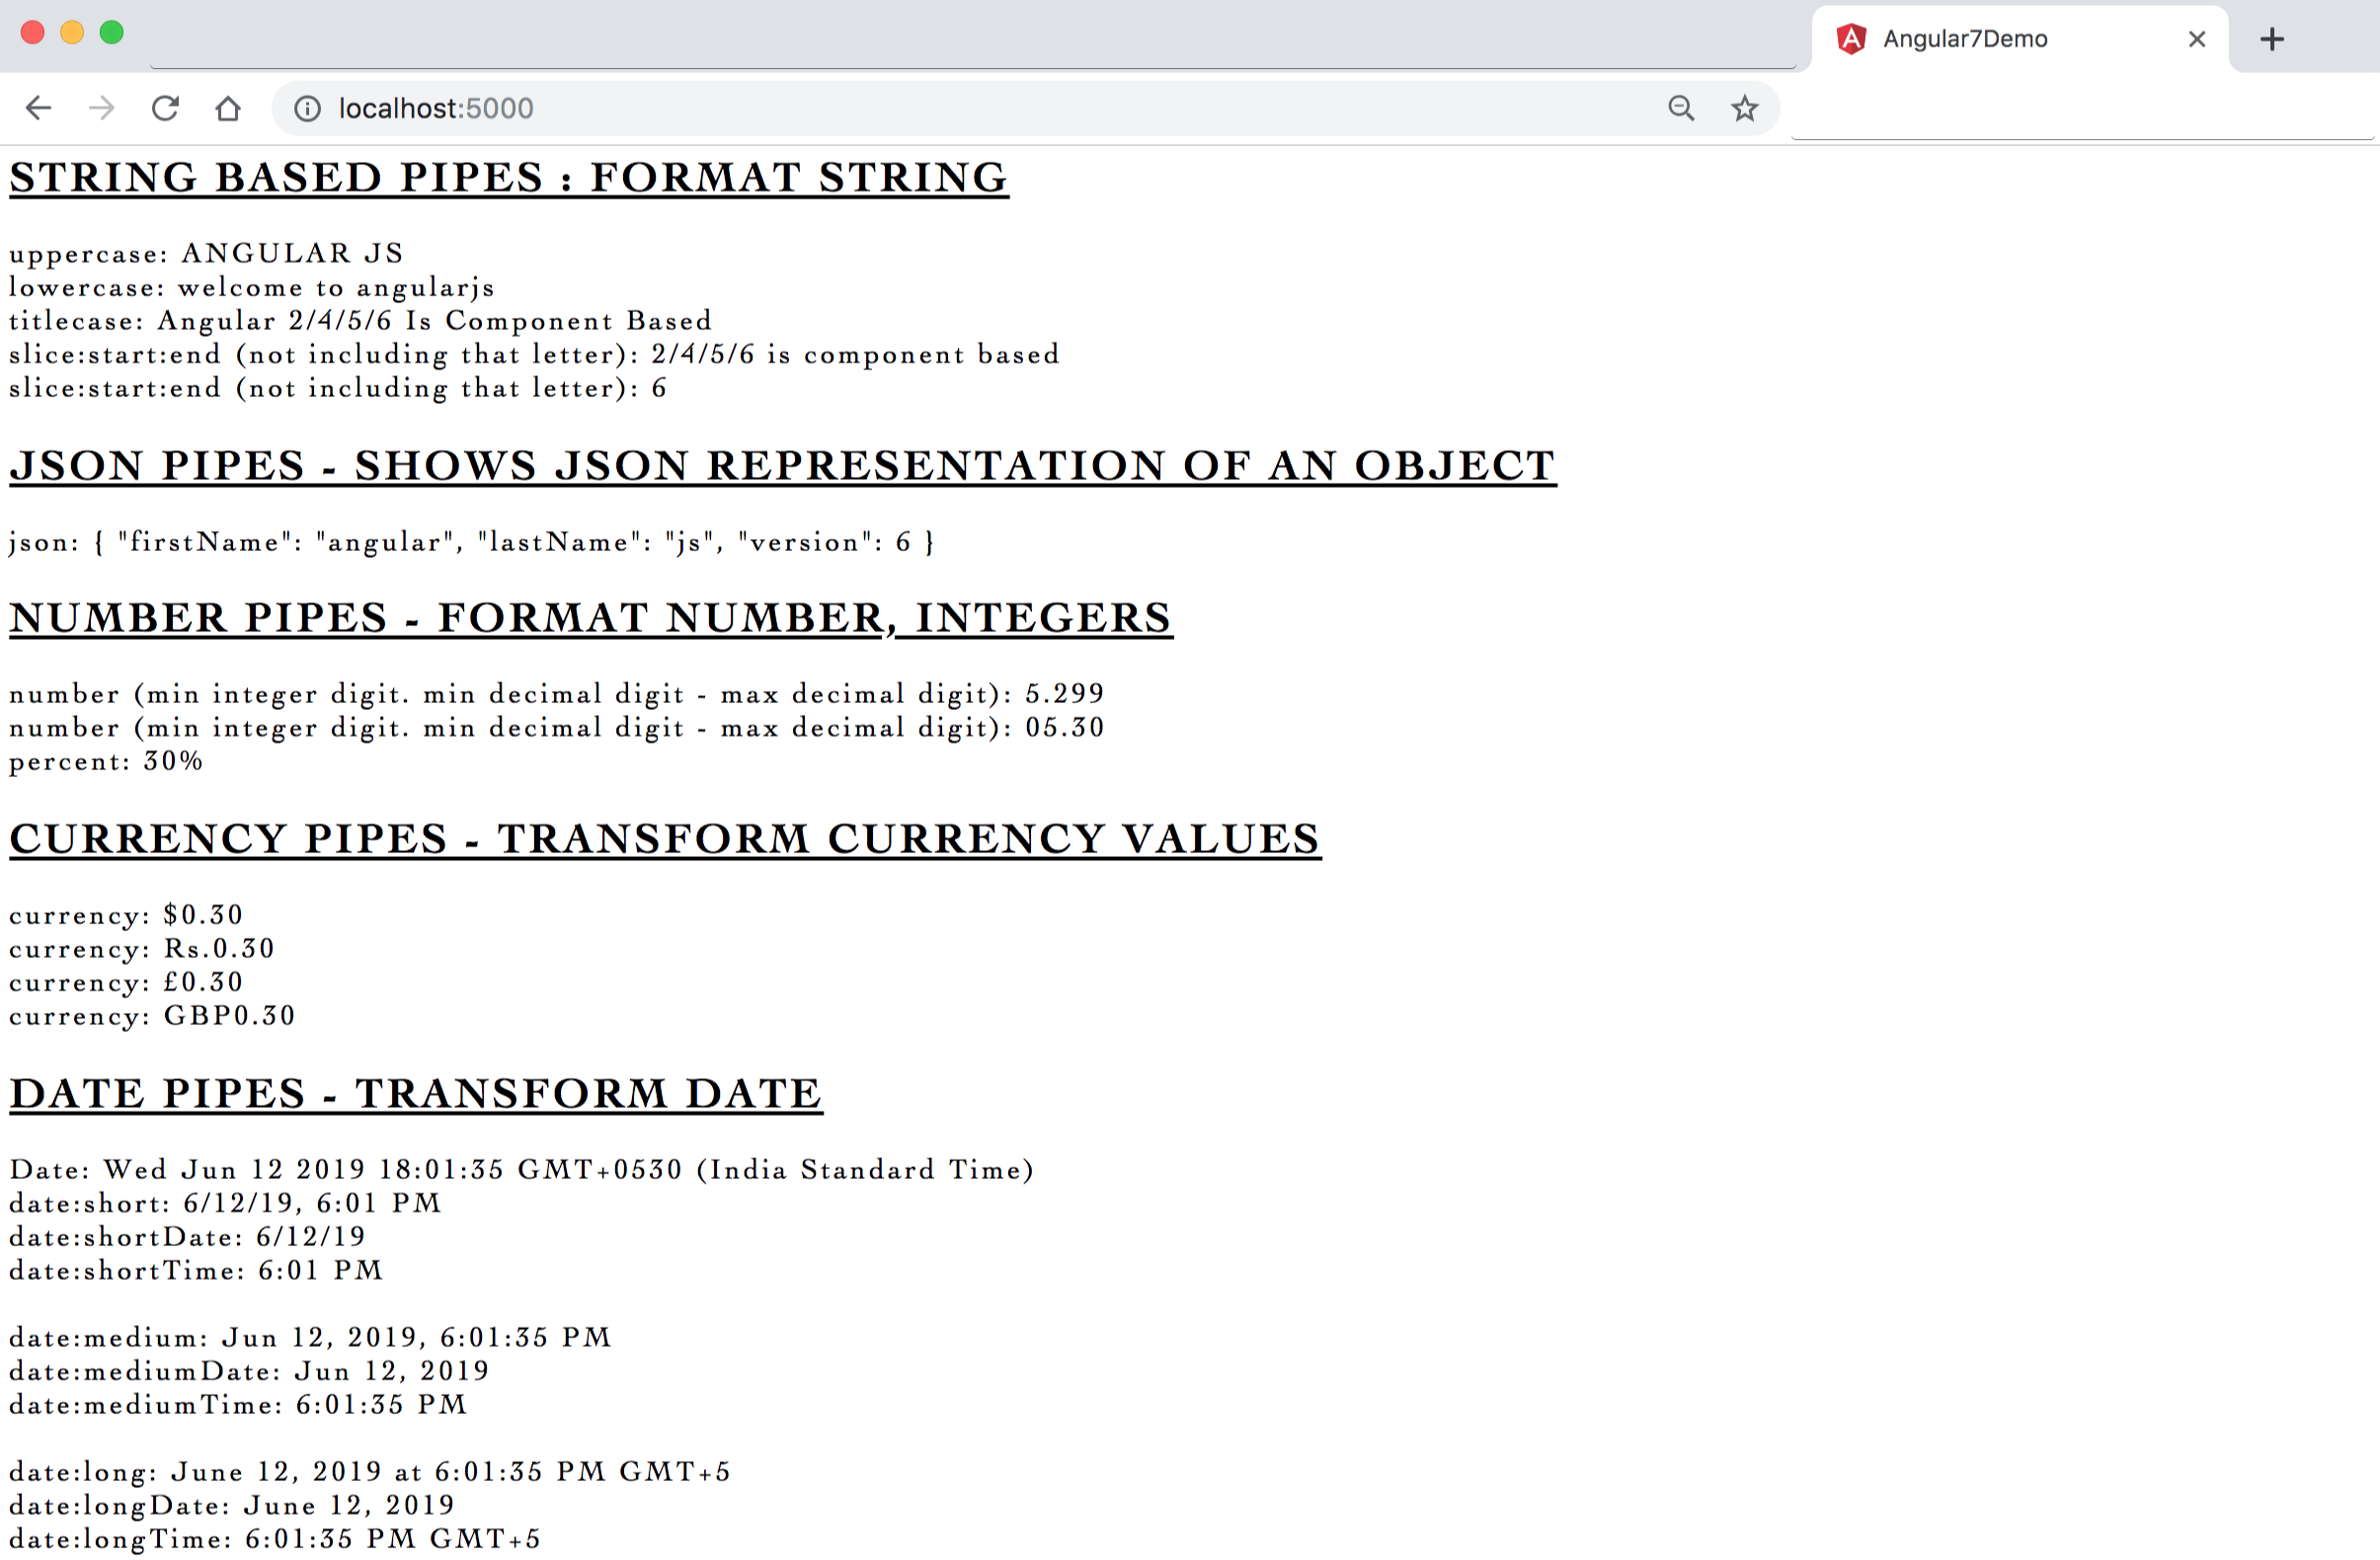 Angular7Demo
localhost:5000
STRING BASED PIPES : FORMAT STRING
uppercase: ANGULAR JS
lowercase: welcome to angularjs
titlecase: Angular 2/4/5/6 Is Component Based
slice:start:end (not including that letter): 2/4/5/6 is component based
slice:start:end (not including that letter): 6
JSON PIPES - SHOWS JSON REPRESENTATION OF AN OBJECT
json: { "firstName": "angular", "lastName": "js", "version": 6 }
NUMBER PIPES - FORMAT NUMBER, INTEGERS
number (min integer digit. min decimal digit - max decimal digit): 5.299
number (min integer digit. min decimal digit - max decimal digit): 05.30
percent: 30%
CURRENCY PIPES - TRANSFORM CURRENCY VALUES
currency: $0.30
currency: Rs.0.30
currency: £0.30
currency: GBP0.30
DATE PIPES - TRANSFORM DATE
Date: Wed Jun 12 2019 18:01:35 GMT+0530 (India Standard Time)
date:short: 6/12/19, 6:01 PM
date:shortDate: 6/12/19
date:shortTime: 6:01 PM
date:medium: Jun 12, 2019, 6:01:35 PM
date:mediumDate: Jun 12, 2019
date:mediumTime: 6:01:35 PM
date:long: June 12, 2019 at 6:01:35 PM GMT+5
date:longDate: June 12, 2019
date:longTime: 6:01:35 PM GMT+5